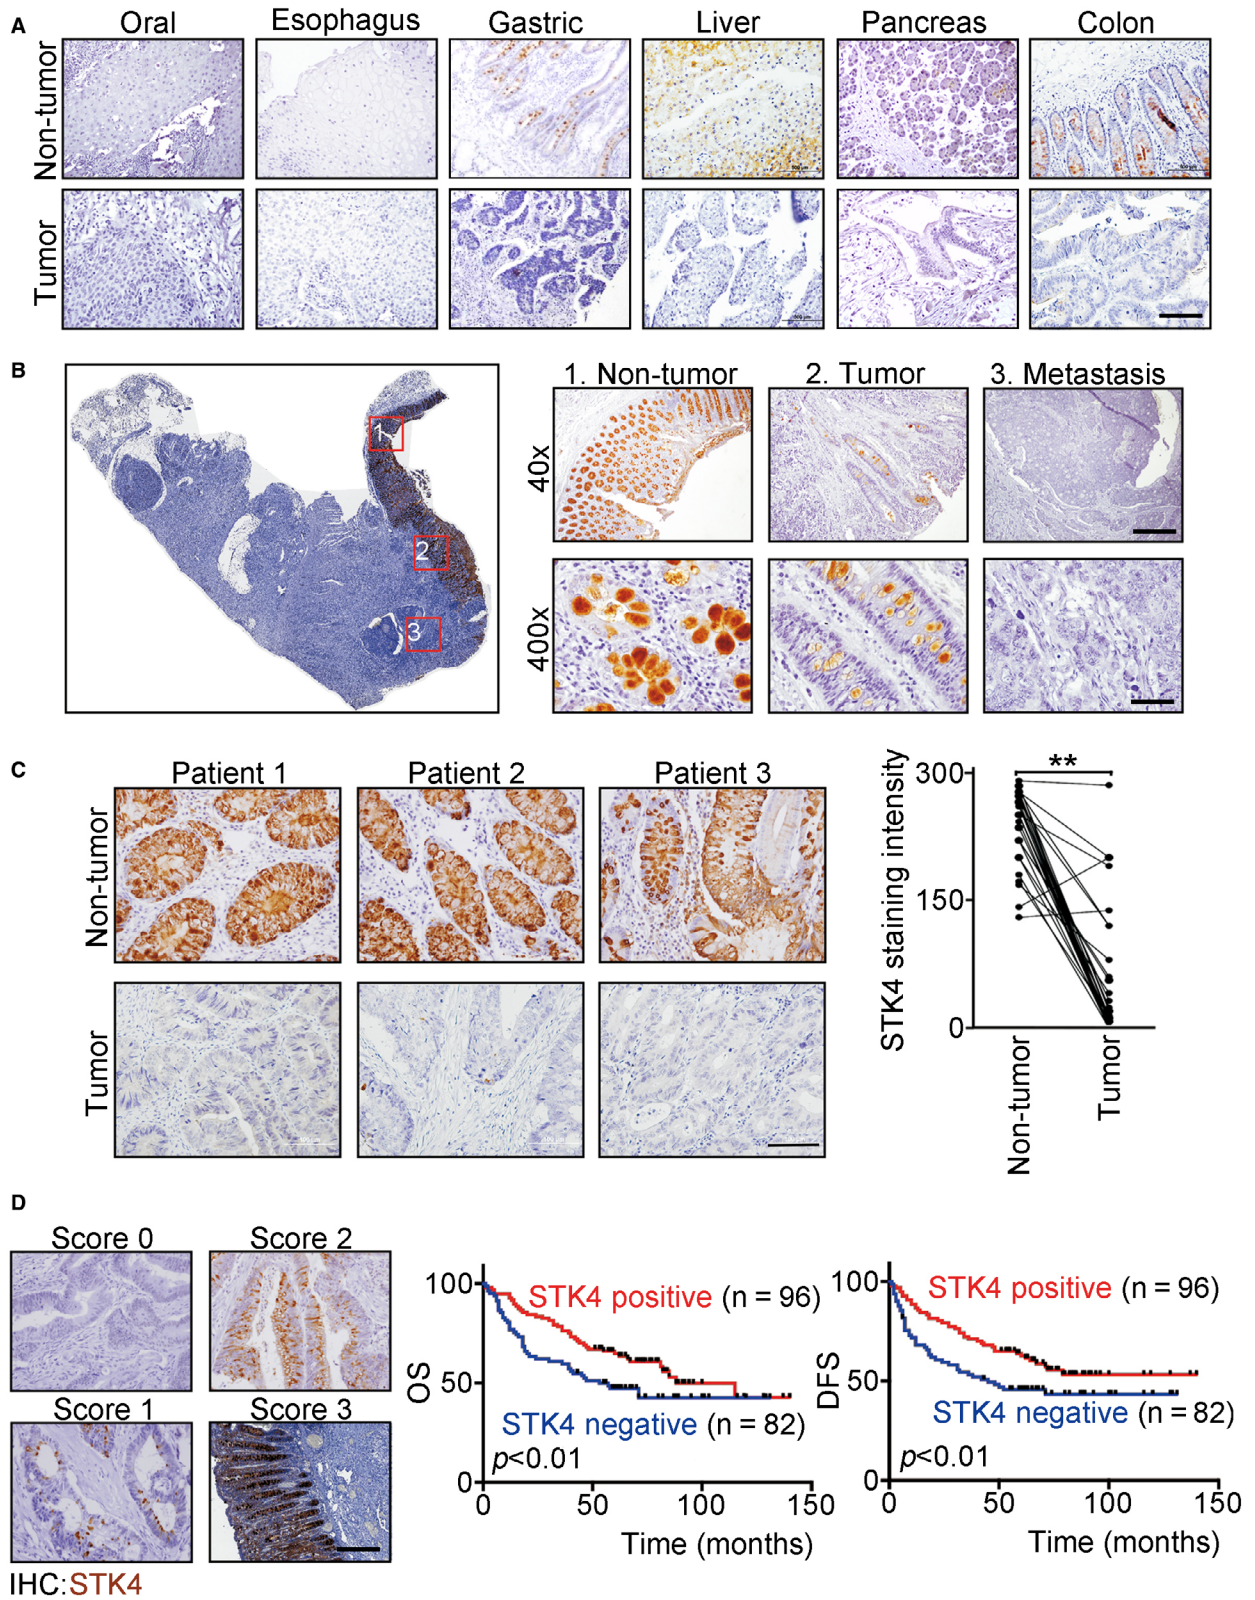 A
Oral Esophagus Gastric Liver Pancreas Colon
Non-tumor
Tumor
B
1
2
3
1. Non-tumor 2. Tumor 3. Metastasis
40x
400x
C
Patient 1 Patient 2 Patient 3
Non-tumor
Tumor
STK4 staining intensity
300
150
0
**
Non-tumor
Tumor
D
Score 0 Score 2
Score 1 Score 3
IHC:STK4
OS
100
50
0
STK4 positive (n = 96)
STK4 negative (n = 82)
p<0.01
0 50 100 150
Time (months)
DFS
100
50
0
STK4 positive (n = 96)
STK4 negative (n = 82)
p<0.01
0 50 100 150
Time (months)